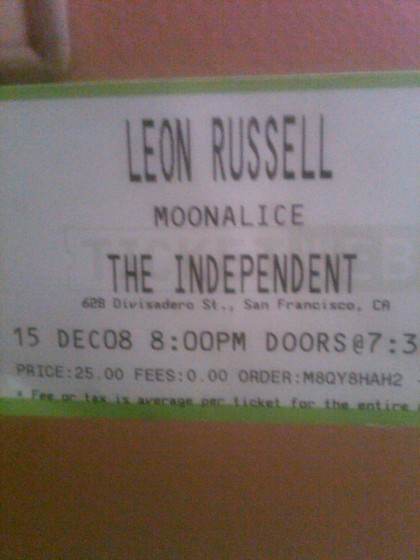 LEON RUSSELL
MOONALICE
THE INDEPENDENT
628 Divisadero St., San Francisco, CA
15 DEC08 8:00PM DOORS@7:3
PRICE:25.00 FEES:0.00 ORDER:M8QY8HAH2
* Fee or tax is average per ticket for the entire